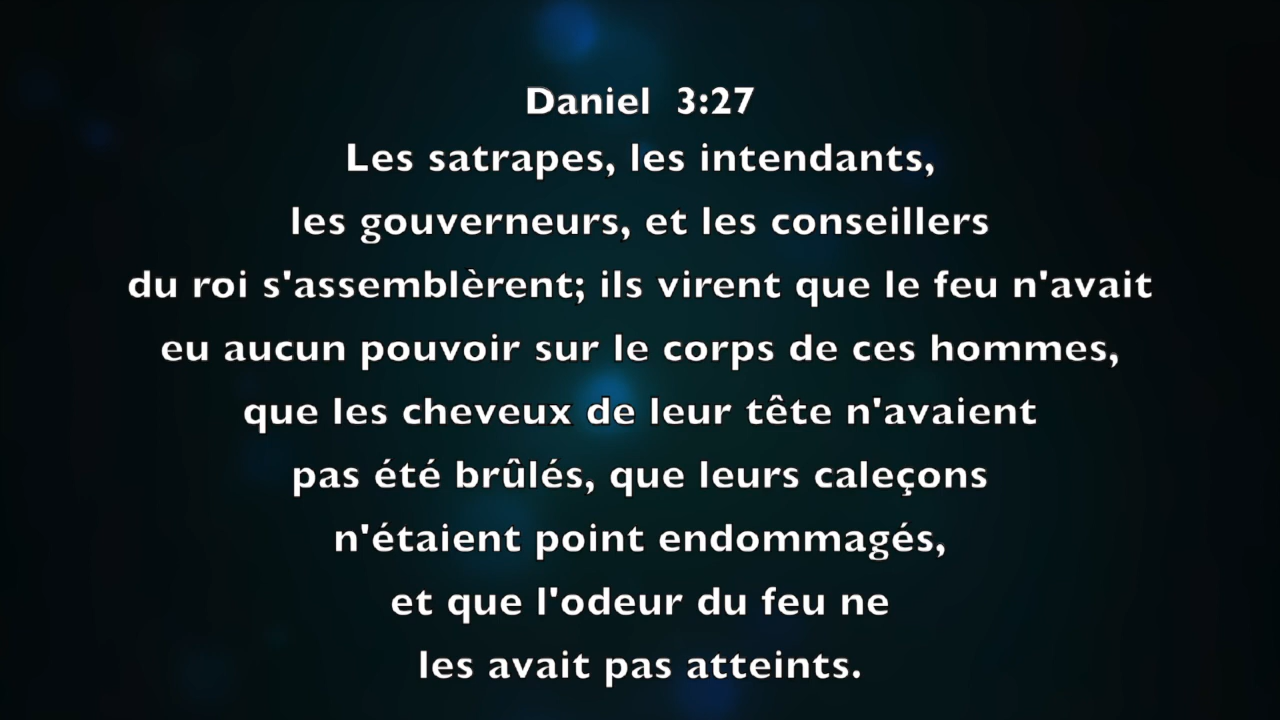 Daniel  3:27
Les satrapes, les intendants,
les gouverneurs, et les conseillers
du roi s'assemblèrent; ils virent que le feu n'avait
eu aucun pouvoir sur le corps de ces hommes,
que les cheveux de leur tête n'avaient
pas été brûlés, que leurs caleçons
n'étaient point endommagés,
et que l'odeur du feu ne
les avait pas atteints.